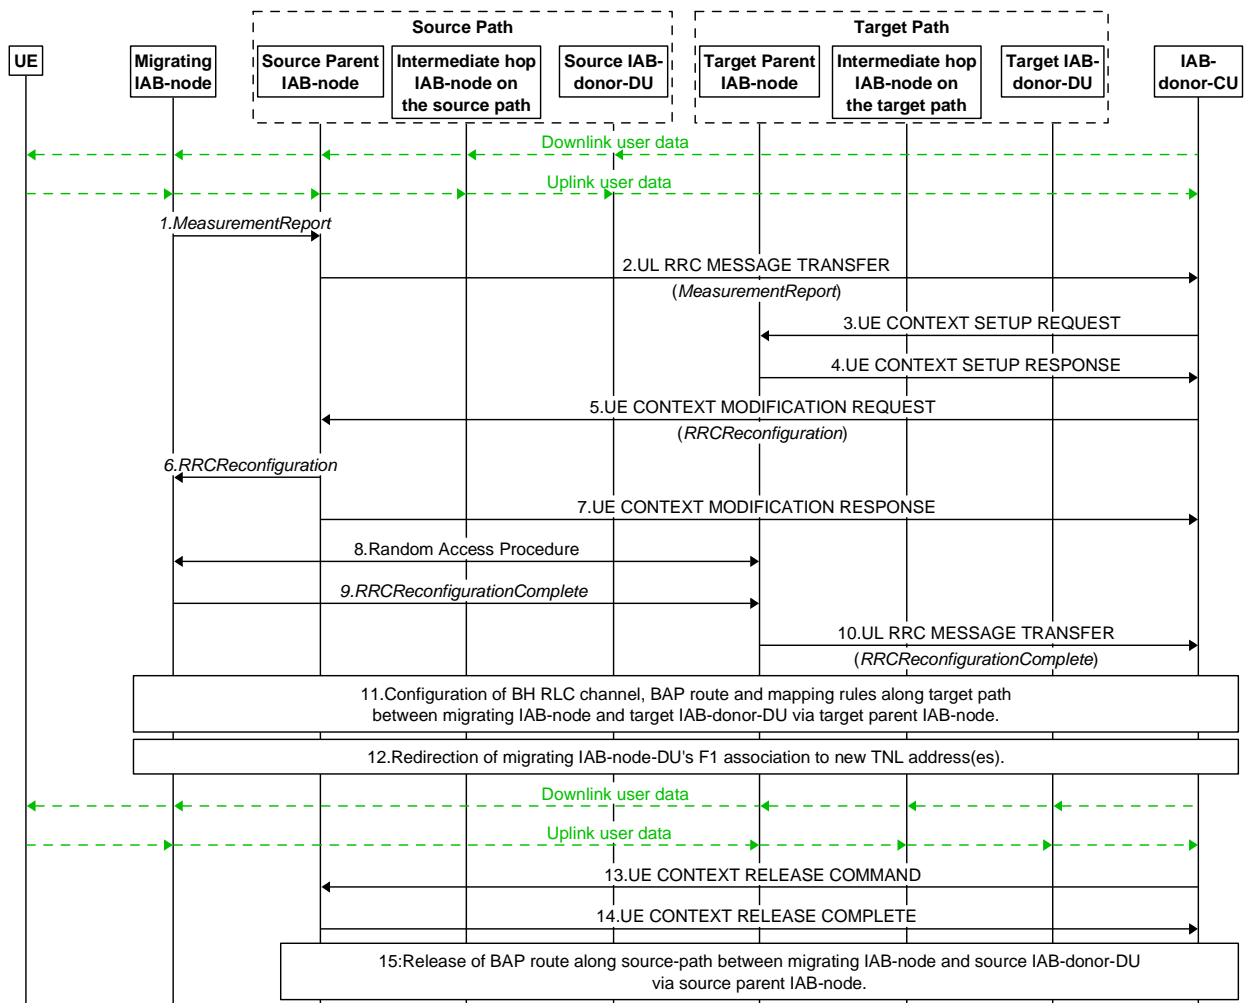 Source Path
Target Path
UE
Migrating
IAB-node
Source Parent
IAB-node
Intermediate hop
IAB-node on
the source path
Source IAB-
donor-DU
Target Parent
IAB-node
Intermediate hop
IAB-node on
the target path
Target IAB-
donor-DU
IAB-
donor-CU
Downlink user data
Uplink user data
1.MeasurementReport
2.UL RRC MESSAGE TRANSFER
(MeasurementReport)
3.UE CONTEXT SETUP REQUEST
4.UE CONTEXT SETUP RESPONSE
5.UE CONTEXT MODIFICATION REQUEST
(RRCReconfiguration)
6.RRCReconfiguration
7.UE CONTEXT MODIFICATION RESPONSE
8.Random Access Procedure
9.RRCReconfigurationComplete
10.UL RRC MESSAGE TRANSFER
(RRCReconfigurationComplete)
11.Configuration of BH RLC channel, BAP route and mapping rules along target path
between migrating IAB-node and target IAB-donor-DU via target parent IAB-node.
12.Redirection of migrating IAB-node-DU's F1 association to new TNL address(es).
Downlink user data
Uplink user data
13.UE CONTEXT RELEASE COMMAND
14.UE CONTEXT RELEASE COMPLETE
15:Release of BAP route along source-path between migrating IAB-node and source IAB-donor-DU
via source parent IAB-node.